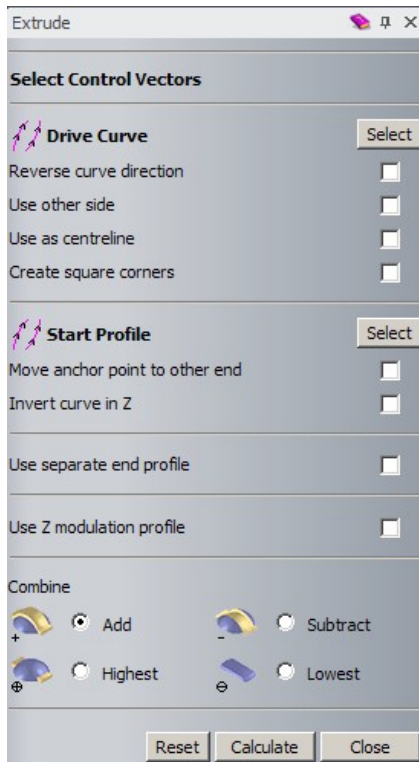 Extrude
Select Control Vectors
Drive Curve Select
Reverse curve direction
Use other side
Use as centreline
Create square corners
Start Profile Select
Move anchor point to other end
Invert curve in Z
Use separate end profile
Use Z modulation profile
Combine
Add Subtract
Highest Lowest
Reset Calculate Close